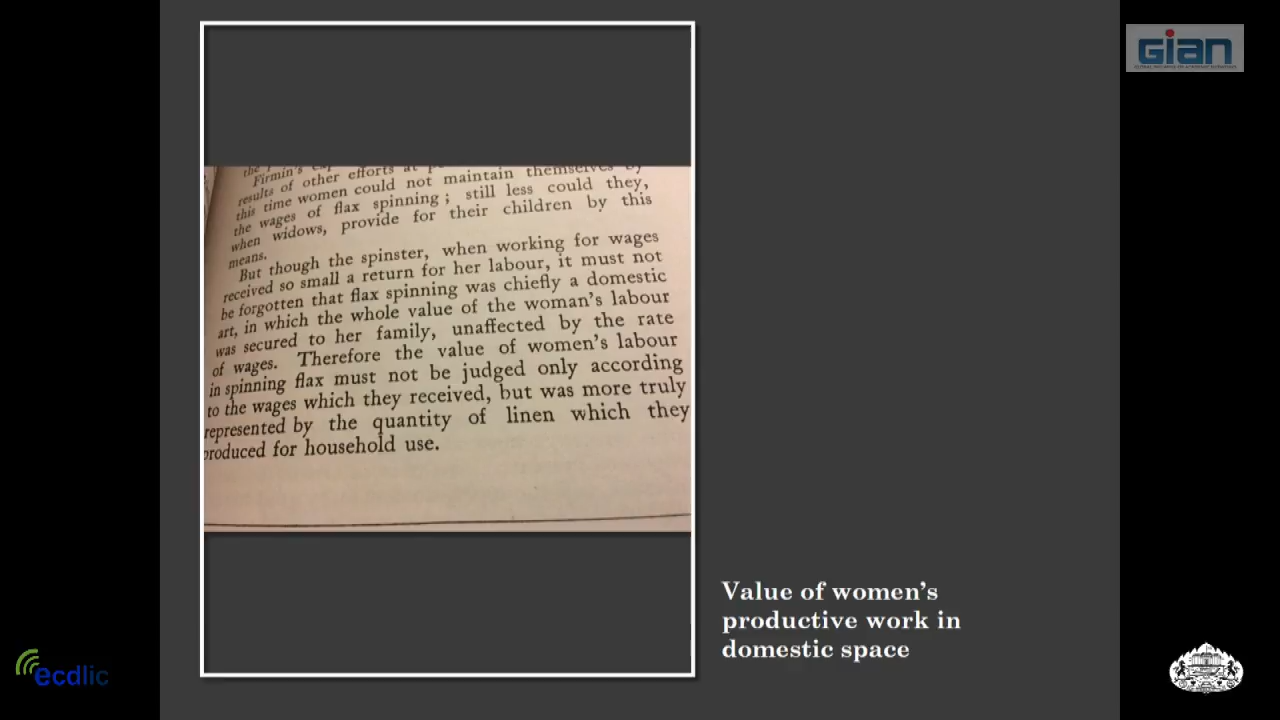 Firmin's
results of other efforts at
this time women could not maintain themselves by
the wages of flax spinning; still less could they,
when widows, provide for their children by this
means.
But though the spinster, when working for wages
received so small a return for her labour, it must not
be forgotten that flax spinning was chiefly a domestic
art, in which the whole value of the woman's labour
was secured to her family, unaffected by the rate
of wages. Therefore the value of women's labour
in spinning flax must not be judged only according
to the wages which they received, but was more truly
represented by the quantity of linen which they
produced for household use.
Value of women's
productive work in
domestic space
GIAN
ecdlic